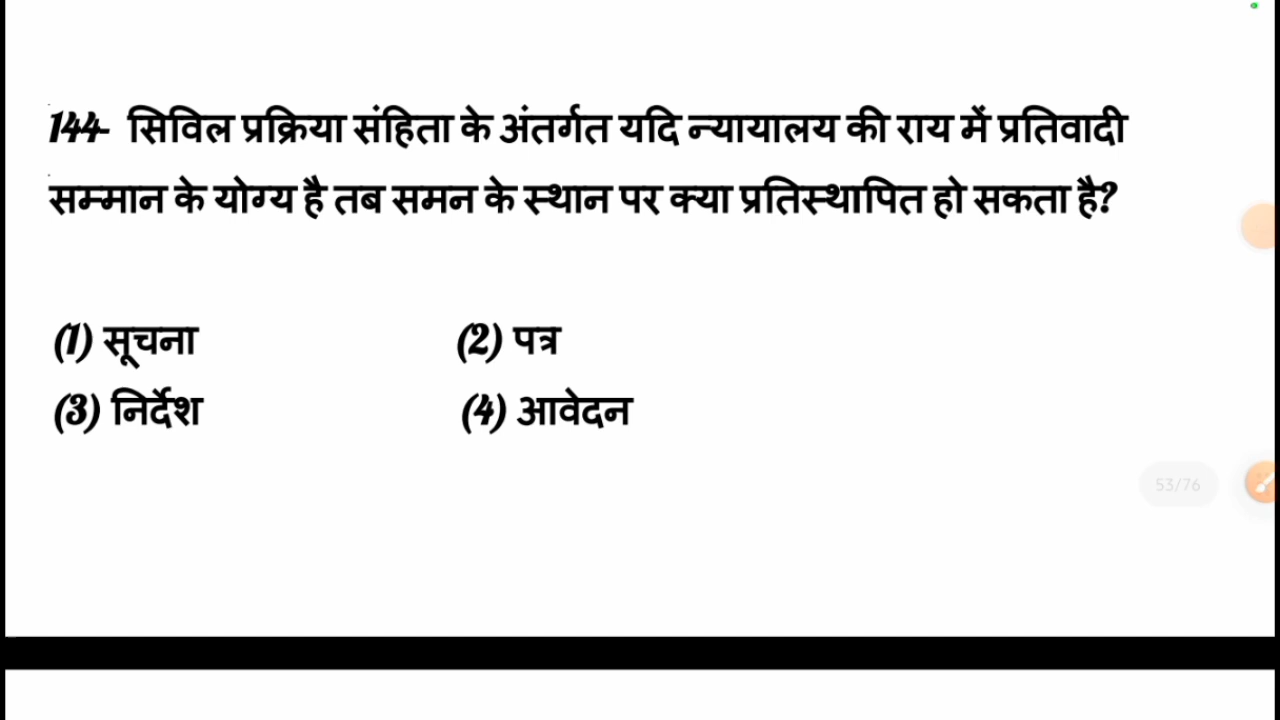 144- सिविल प्रक्रिया संहिता के अंतर्गत यदि न्यायालय की राय में प्रतिवादी
सम्मान के योग्य है तब समन के स्थान पर क्या प्रतिस्थापित हो सकता है?
(1) सूचना (2) पत्र
(3) निर्देश (4) आवेदन
53/76